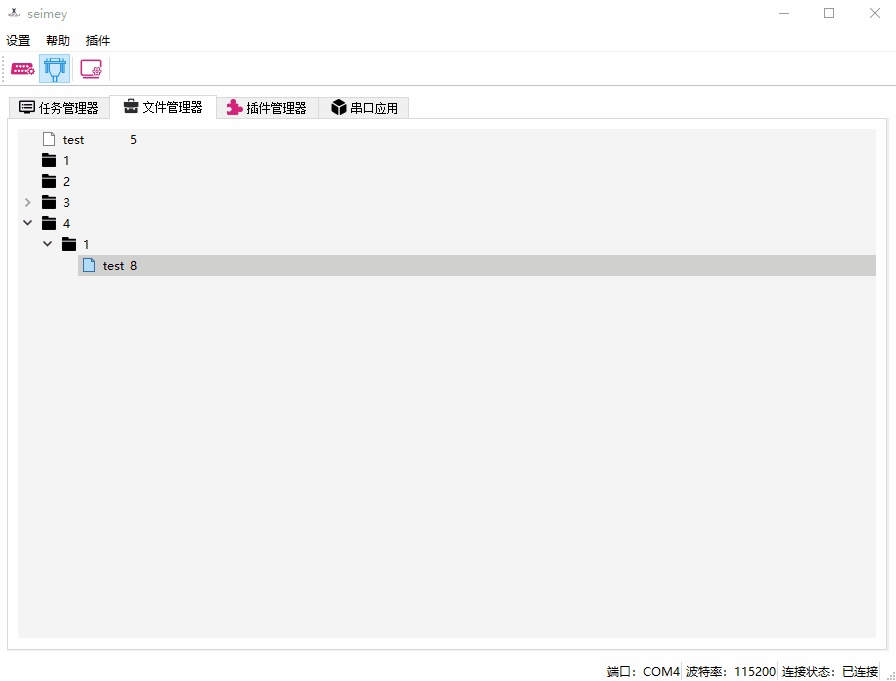 seimey
设置 帮助 插件
任务管理器 文件管理器 插件管理器 串口应用
test 5
1
2
3
4
1
test 8
端口：COM4 波特率：115200 连接状态：已连接